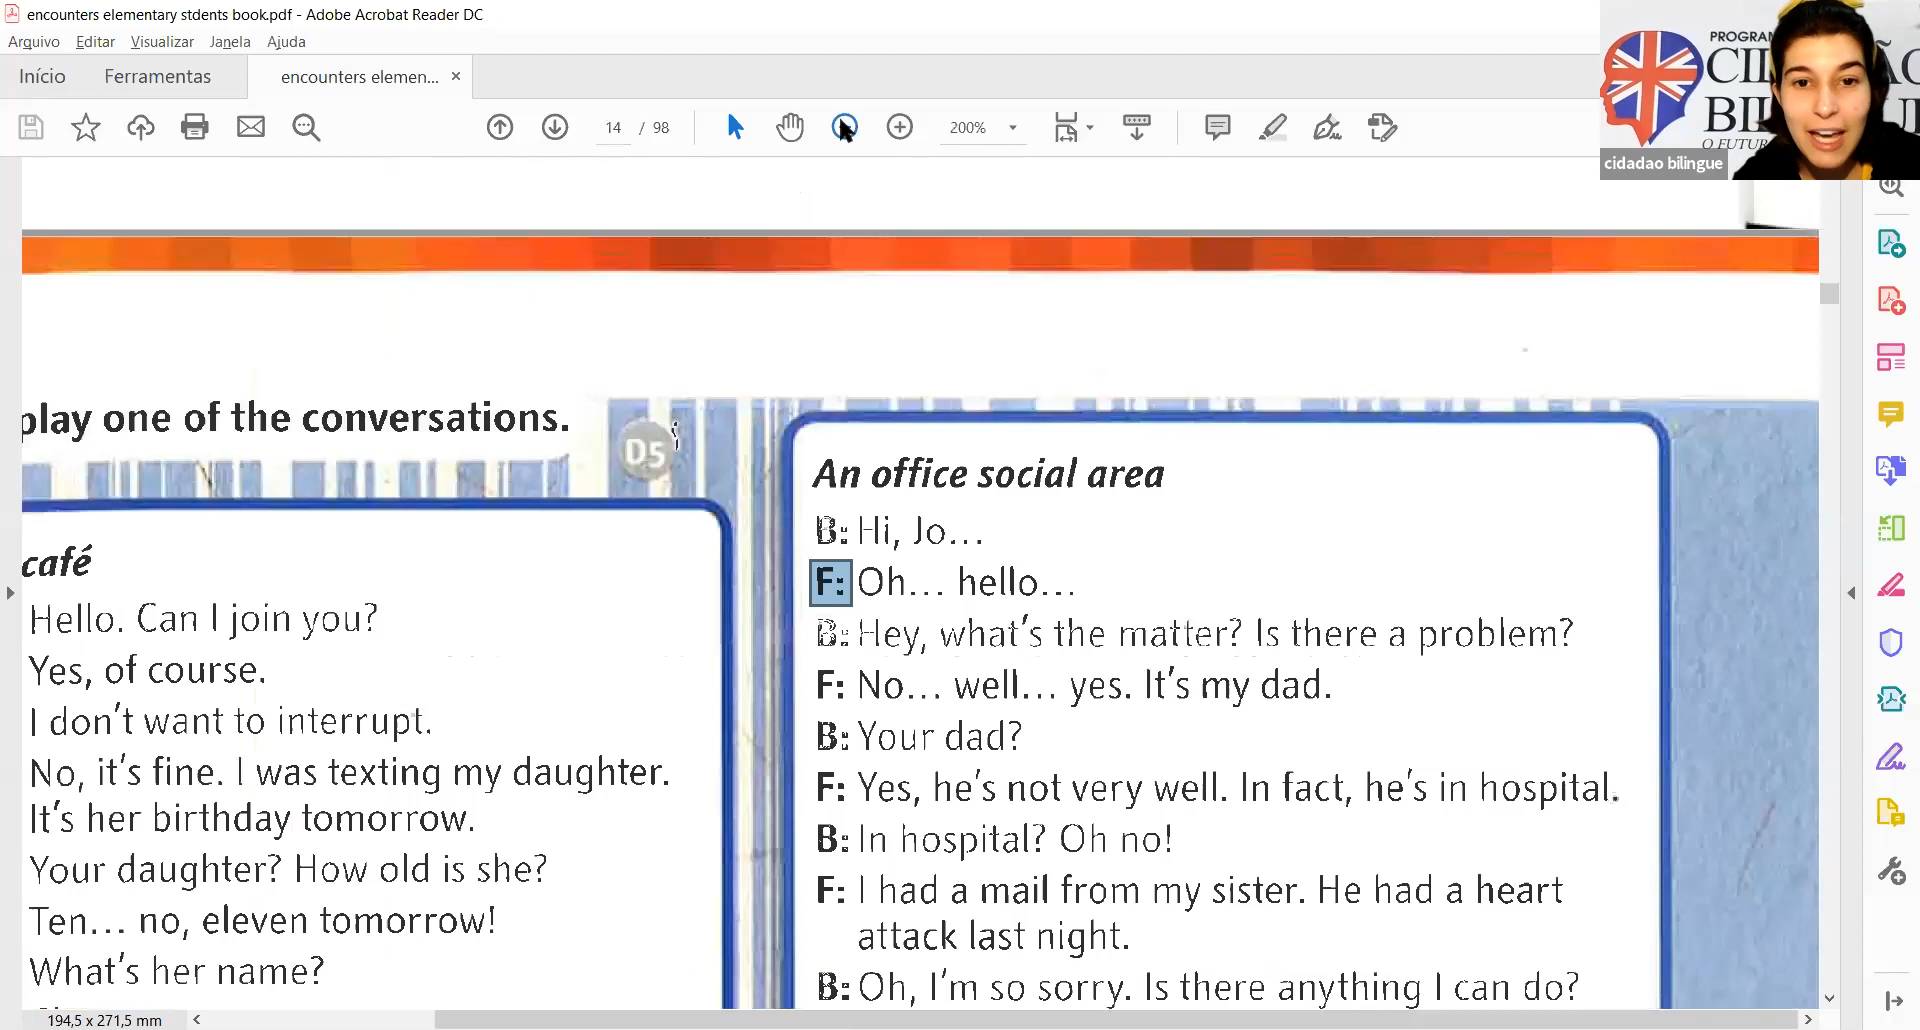 encounters elementary stdents book.pdf - Adobe Acrobat Reader DC
Arquivo Editar Visualizar Janela Ajuda
Início Ferramentas encounters elemen... ×
14 / 98 200%
PROGRAM
O FUTUR
cidadao bilingue
play one of the conversations.
D5
café
Hello. Can I join you?
Yes, of course.
I don't want to interrupt.
No, it's fine. I was texting my daughter.
It's her birthday tomorrow.
Your daughter? How old is she?
Ten... no, eleven tomorrow!
What's her name?
An office social area
B: Hi, Jo...
F: Oh... hello...
B: Hey, what's the matter? Is there a problem?
F: No... well... yes. It's my dad.
B: Your dad?
F: Yes, he's not very well. In fact, he's in hospital.
B: In hospital? Oh no!
F: I had a mail from my sister. He had a heart
attack last night.
B: Oh, I'm so sorry. Is there anything I can do?
194,5 x 271,5 mm